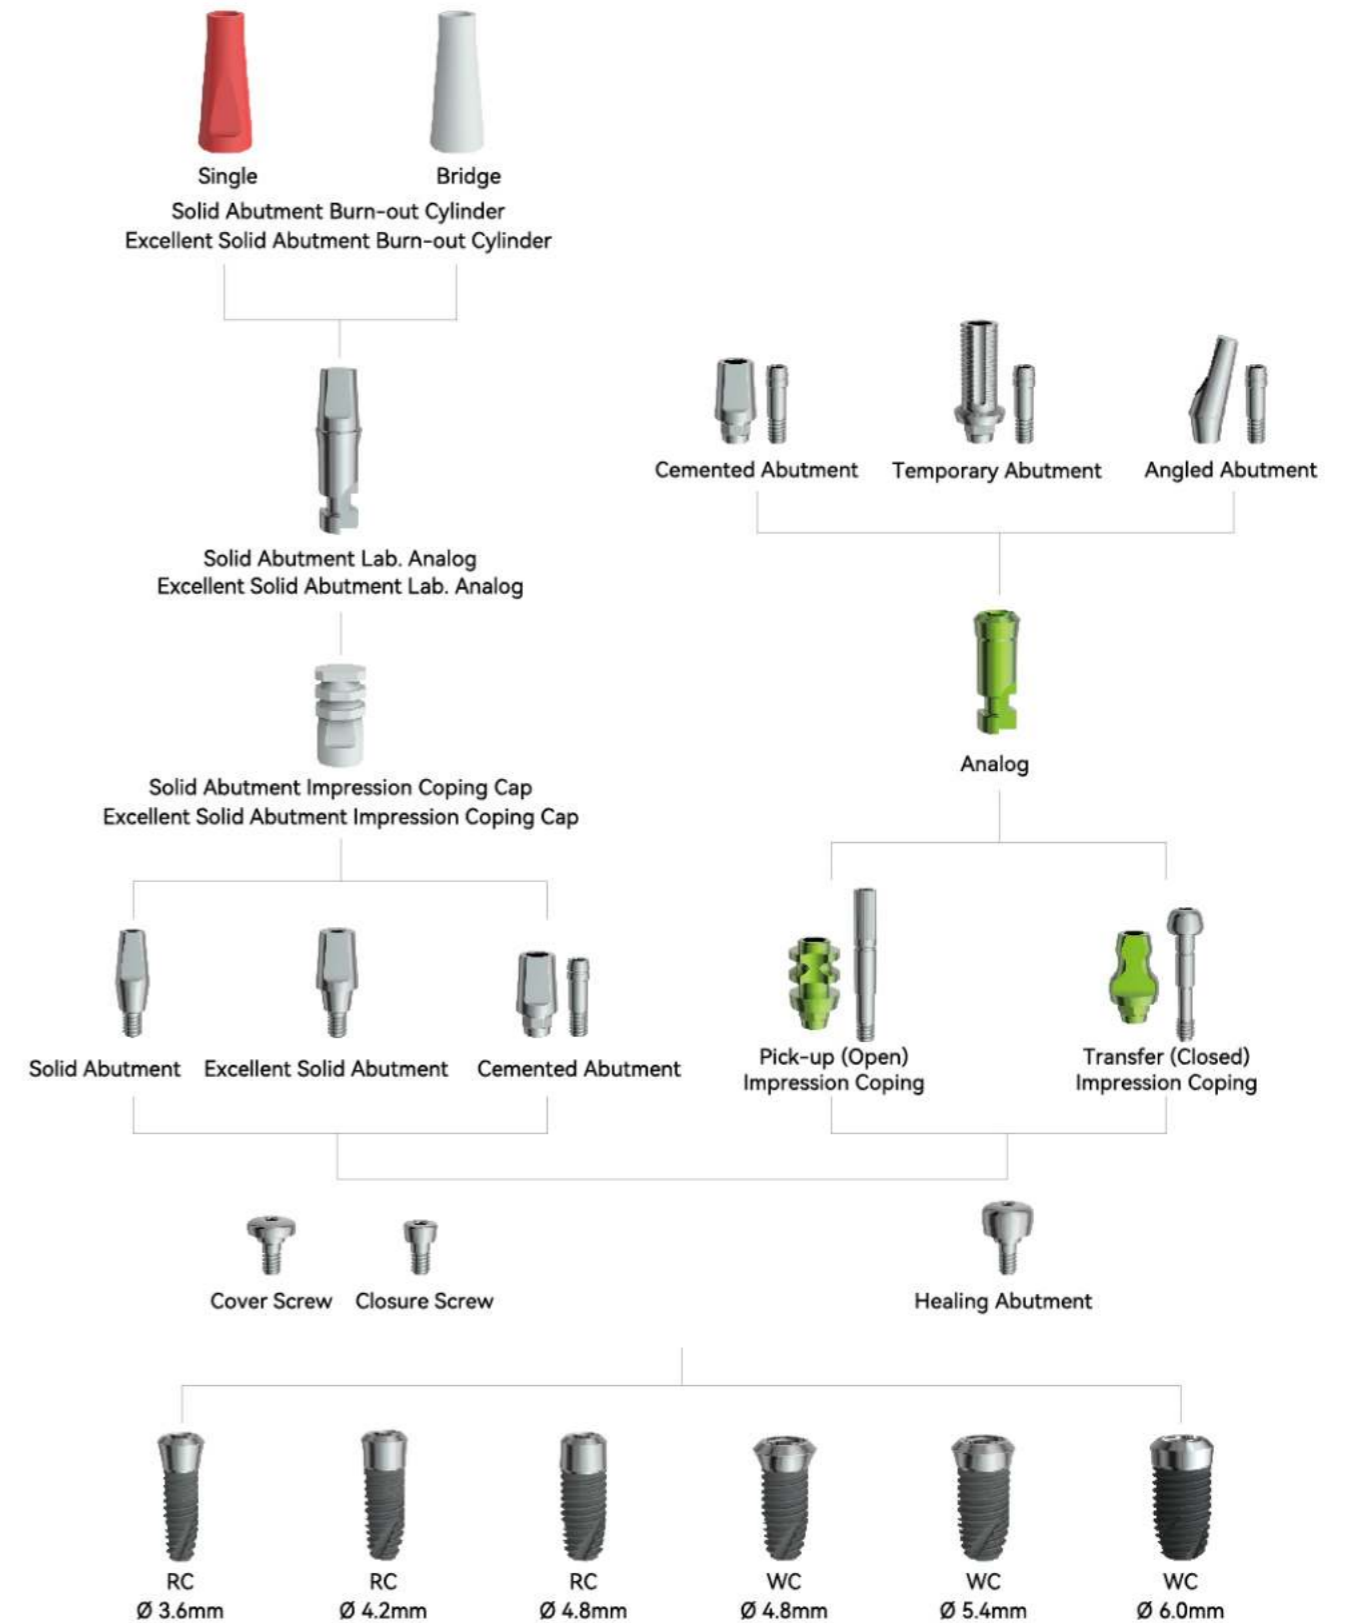 Single
Bridge
Solid Abutment Burn-out Cylinder
Excellent Solid Abutment Burn-out Cylinder
Cemented Abutment
Temporary Abutment
Angled Abutment
Solid Abutment Lab. Analog
Excellent Solid Abutment Lab. Analog
Analog
Solid Abutment Impression Coping Cap
Excellent Solid Abutment Impression Coping Cap
Solid Abutment
Excellent Solid Abutment
Cemented Abutment
Pick-up (Open)
Impression Coping
Transfer (Closed)
Impression Coping
Cover Screw
Closure Screw
Healing Abutment
RC
Ø 3.6mm
RC
Ø 4.2mm
RC
Ø 4.8mm
WC
Ø 4.8mm
WC
Ø 5.4mm
WC
Ø 6.0mm